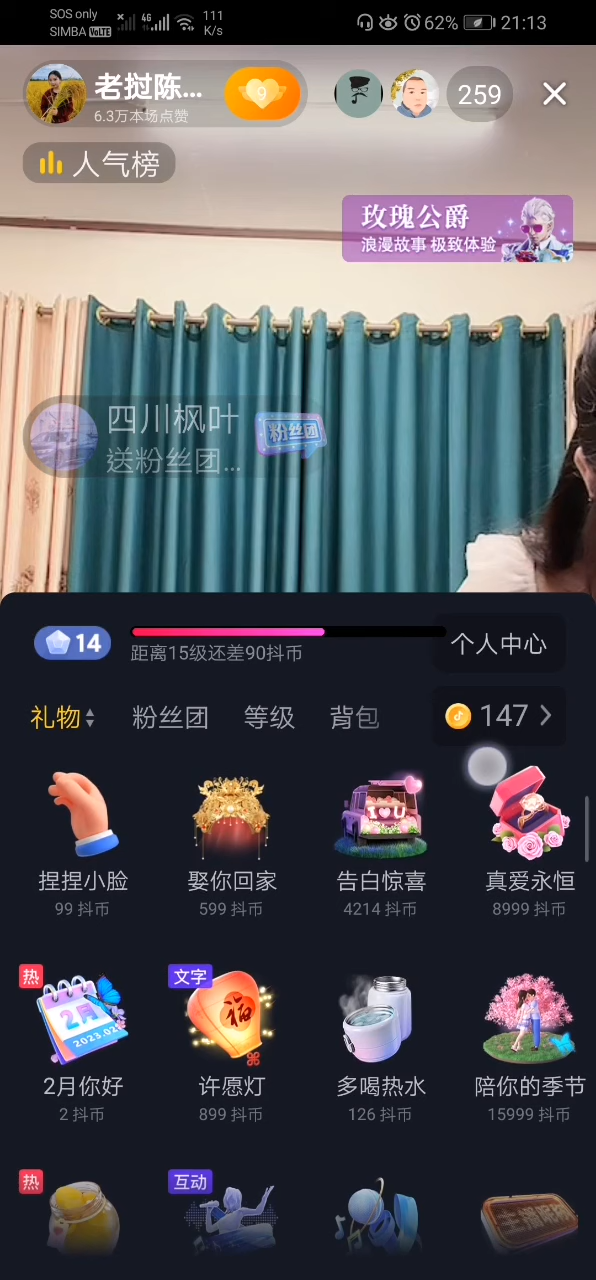 SOS only
SIMBA VoLTE
4G
111
K/s
62%
21:13
老挝陈...
6.3万本场点赞
9
259
人气榜
玫瑰公爵
浪漫故事 极致体验
四川枫叶
送粉丝团...
粉丝团
14
距离15级还差90抖币
个人中心
礼物
粉丝团
等级
背包
147
I U
捏捏小脸
娶你回家
告白惊喜
真爱永恒
99 抖币
599 抖币
4214 抖币
8999 抖币
热
文字
2月
2023.02
福
2月你好
许愿灯
多喝热水
陪你的季节
2 抖币
899 抖币
126 抖币
15999 抖币
热
互动